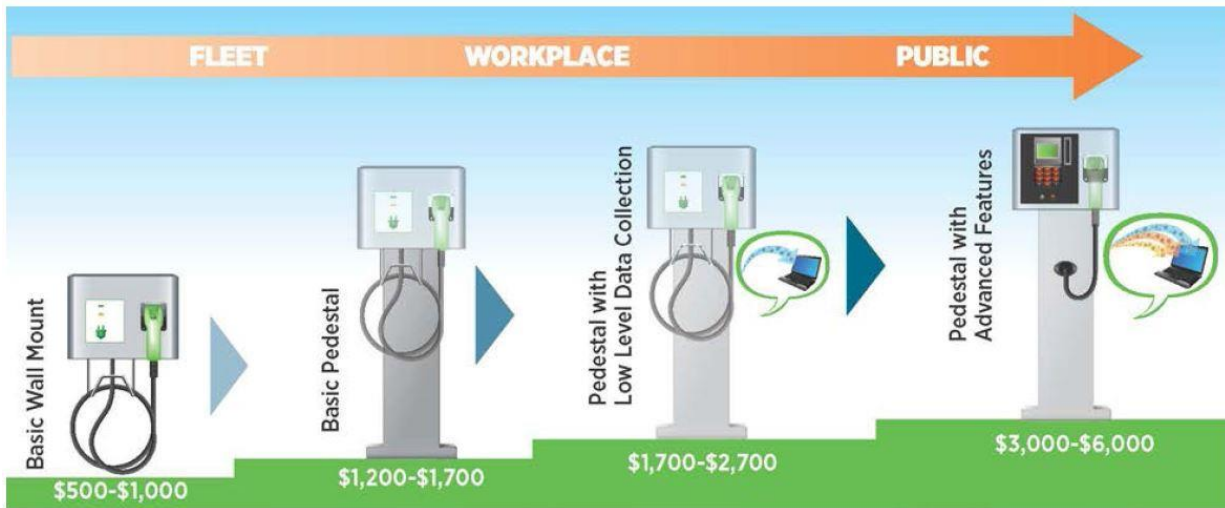 FLEET
WORKPLACE
PUBLIC
Basic Wall Mount
$500-$1,000
Basic Pedestal
$1,200-$1,700
Pedestal with
Low Level Data Collection
$1,700-$2,700
Pedestal with
Advanced Features
$3,000-$6,000